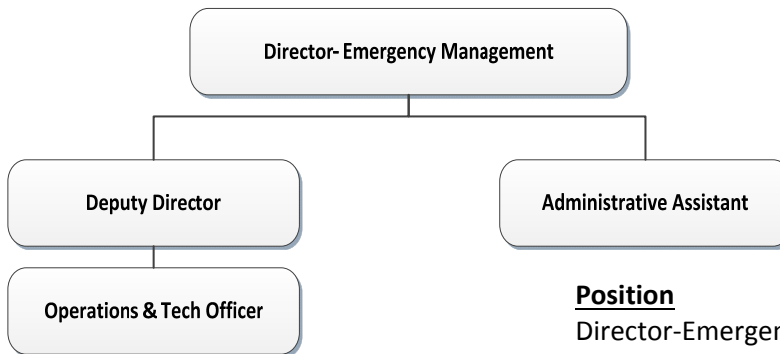 Director- Emergency Management
Deputy Director
Administrative Assistant
Operations & Tech Officer
Position